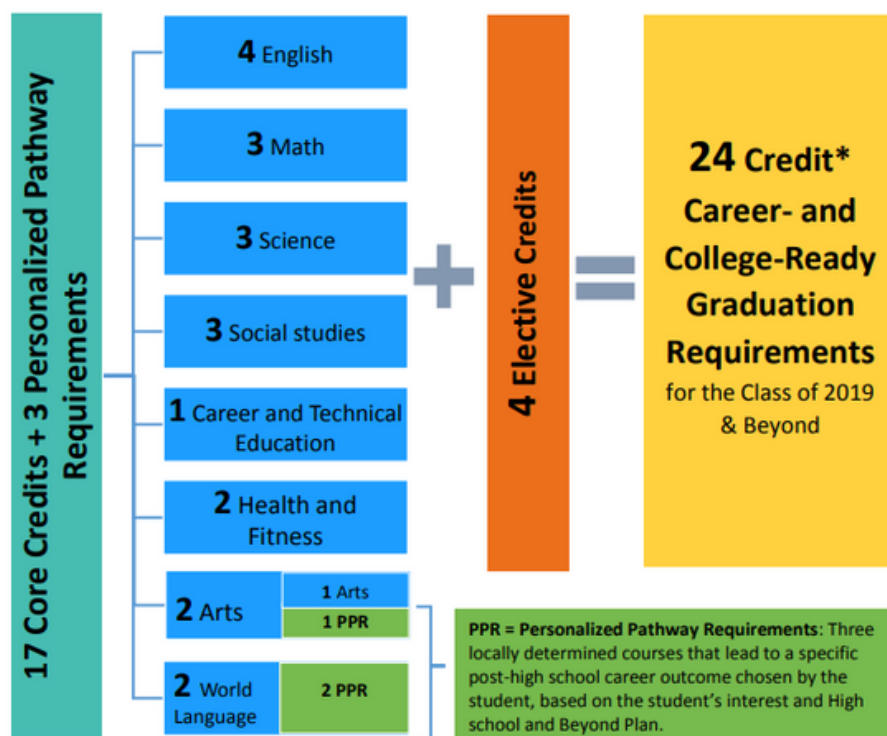 17 Core Credits + 3 Personalized Pathway
Requirements
4 English
3 Math
3 Science
3 Social studies
1 Career and Technical
Education
2 Health and
Fitness
2 Arts
1 Arts
1 PPR
2 World
Language
2 PPR
+
4 Elective Credits
=
24 Credit*
Career- and
College-Ready
Graduation
Requirements
for the Class of 2019
& Beyond
PPR = Personalized Pathway Requirements: Three
locally determined courses that lead to a specific
post-high school career outcome chosen by the
student, based on the student's interest and High
school and Beyond Plan.